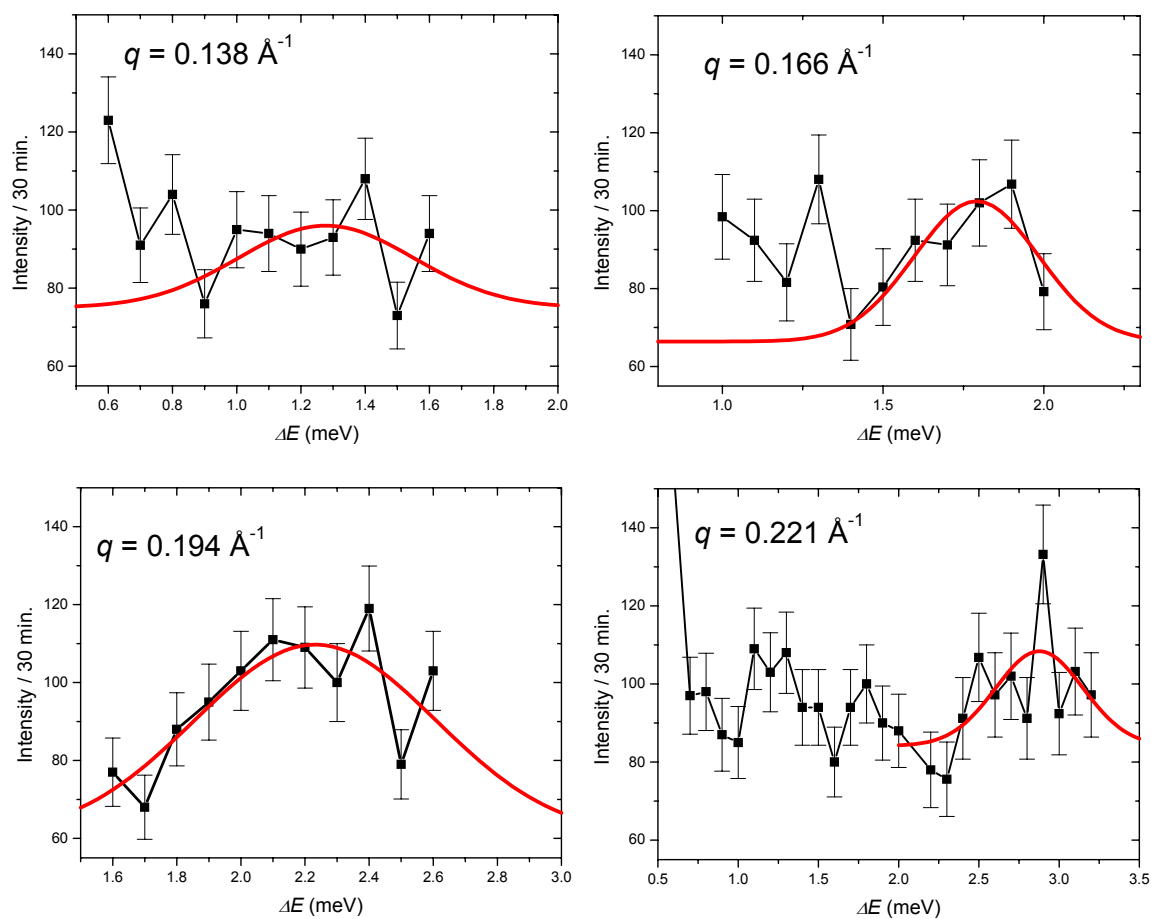 q = 0.138 Å-1
140
120
100
80
60
Intensity / 30 min.
0.6 0.8 1.0 1.2 1.4 1.6 1.8 2.0
ΔE (meV)
q = 0.166 Å-1
140
120
100
80
60
Intensity / 30 min.
1.0 1.5 2.0
ΔE (meV)
q = 0.194 Å-1
140
120
100
80
60
Intensity / 30 min.
1.6 1.8 2.0 2.2 2.4 2.6 2.8 3.0
ΔE (meV)
q = 0.221 Å-1
140
120
100
80
60
Intensity / 30 min.
0.5 1.0 1.5 2.0 2.5 3.0 3.5
ΔE (meV)